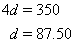 4d = 350
d = 87.50